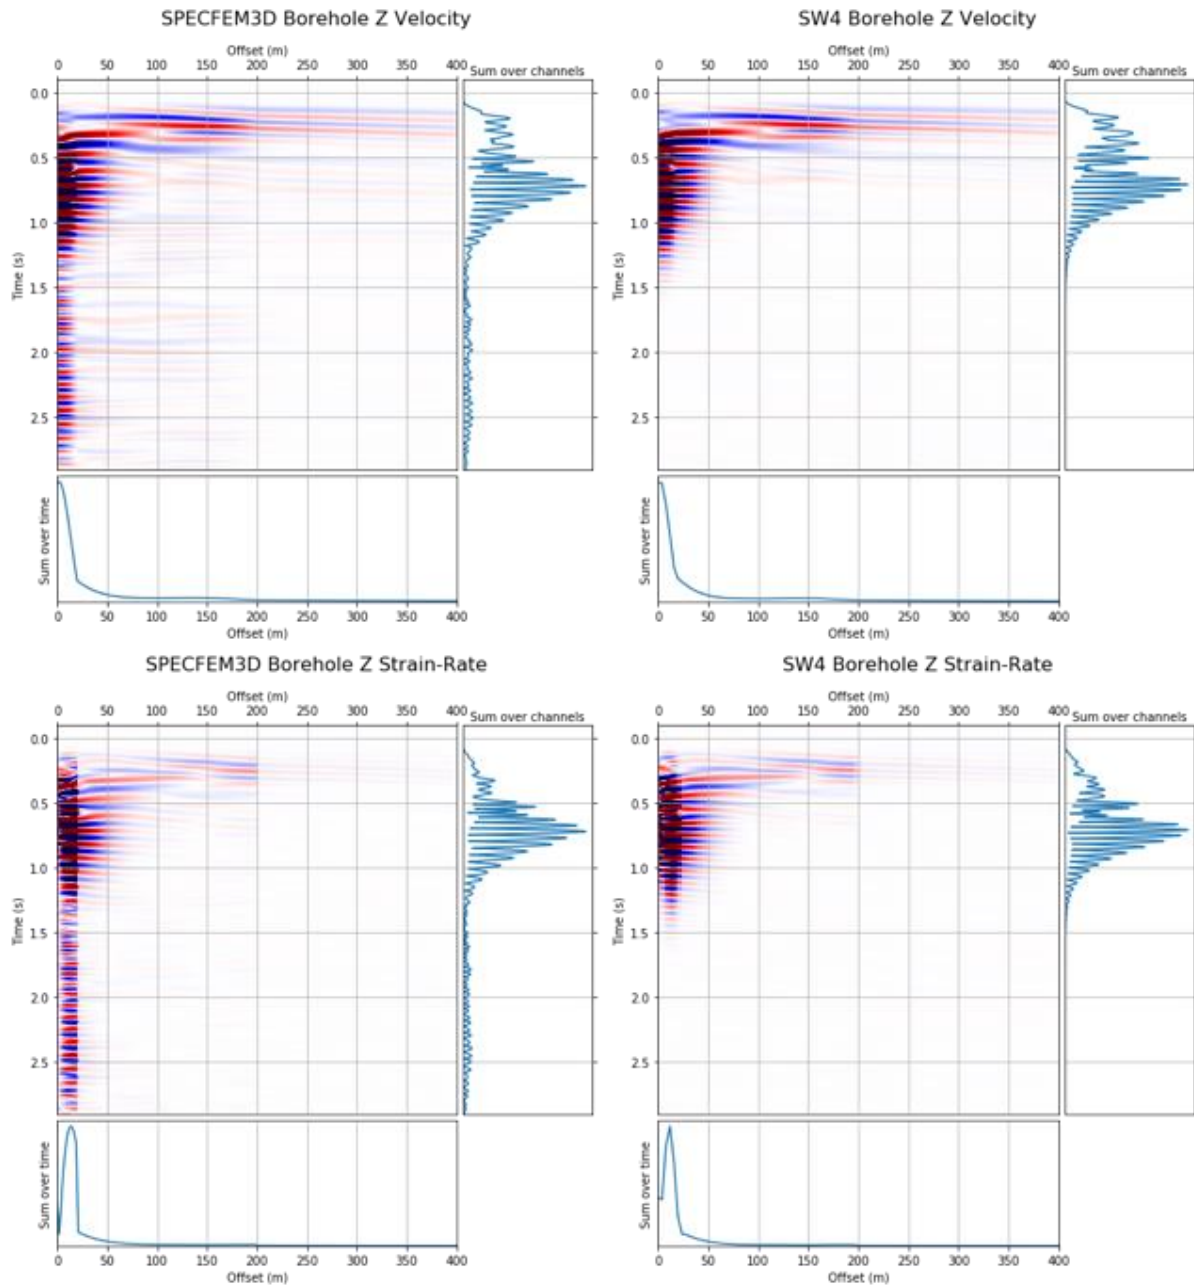 SPECFEM3D Borehole Z Velocity
Offset (m)
0 50 100 150 200 250 300 350 400
Sum over channels
0.0
0.5
1.0
1.5
2.0
2.5
Time (s)
Sum over time
0 50 100 150 200 250 300 350 400
Offset (m)
SW4 Borehole Z Velocity
Offset (m)
0 50 100 150 200 250 300 350 400
Sum over channels
0.0
0.5
1.0
1.5
2.0
2.5
Time (s)
Sum over time
0 50 100 150 200 250 300 350 400
Offset (m)
SPECFEM3D Borehole Z Strain-Rate
Offset (m)
0 50 100 150 200 250 300 350 400
Sum over channels
0.0
0.5
1.0
1.5
2.0
2.5
Time (s)
Sum over time
0 50 100 150 200 250 300 350 400
Offset (m)
SW4 Borehole Z Strain-Rate
Offset (m)
0 50 100 150 200 250 300 350 400
Sum over channels
0.0
0.5
1.0
1.5
2.0
2.5
Time (s)
Sum over time
0 50 100 150 200 250 300 350 400
Offset (m)